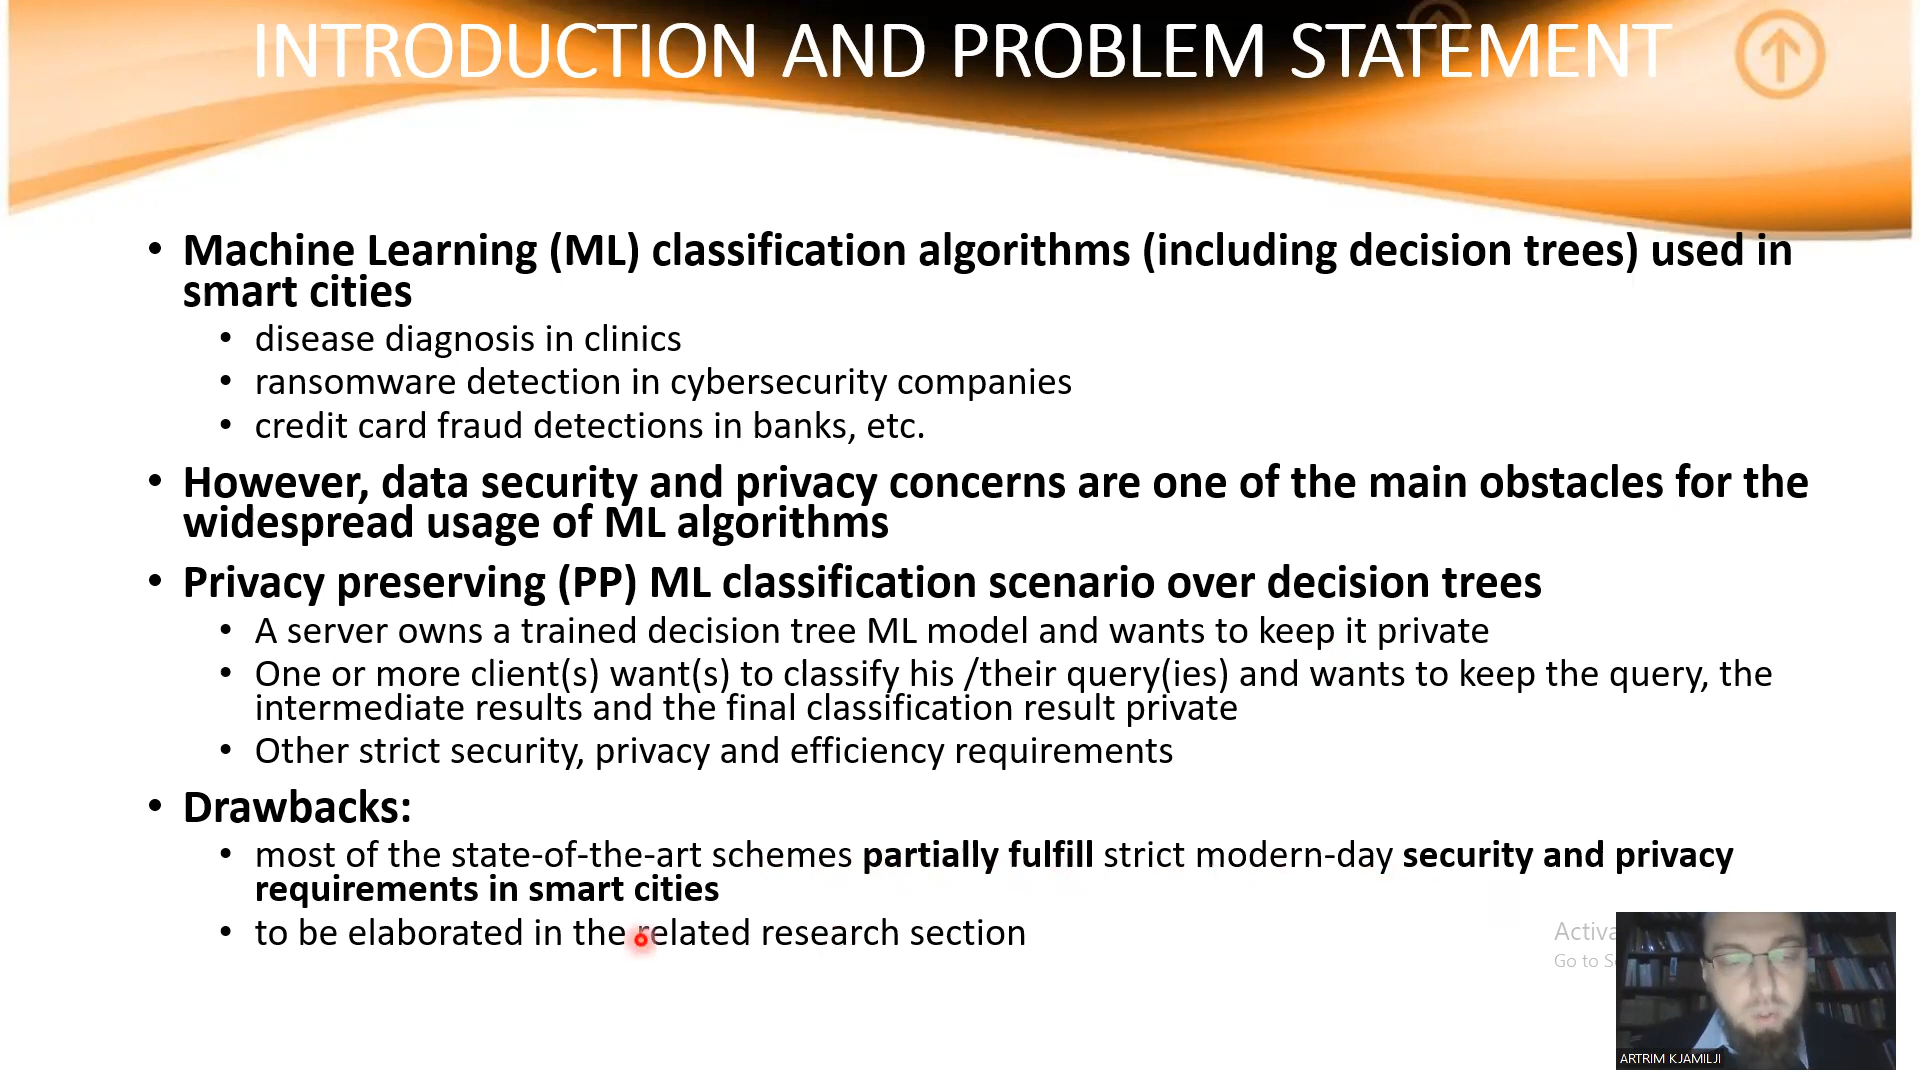 INTRODUCTION AND PROBLEM STATEMENT
• Machine Learning (ML) classification algorithms (including decision trees) used in
smart cities
• disease diagnosis in clinics
• ransomware detection in cybersecurity companies
• credit card fraud detections in banks, etc.
• However, data security and privacy concerns are one of the main obstacles for the
widespread usage of ML algorithms
• Privacy preserving (PP) ML classification scenario over decision trees
• A server owns a trained decision tree ML model and wants to keep it private
• One or more client(s) want(s) to classify his /their query(ies) and wants to keep the query, the
intermediate results and the final classification result private
• Other strict security, privacy and efficiency requirements
• Drawbacks:
• most of the state-of-the-art schemes partially fulfill strict modern-day security and privacy
requirements in smart cities
• to be elaborated in the related research section
Activa
Go to S
ARTRIM KJAMILJI